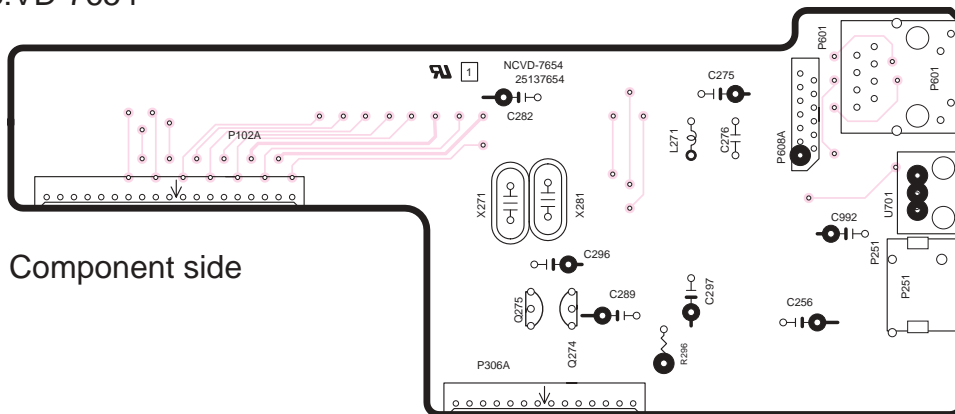 P601
NCVD-7654
1
25137654
C275
P601
C282
P102A
L271
C276
P608A
X271
X281
U701
C992
P251
Component side
C296
P251
Q275
C289
C297
C256
Q274
R296
P306A